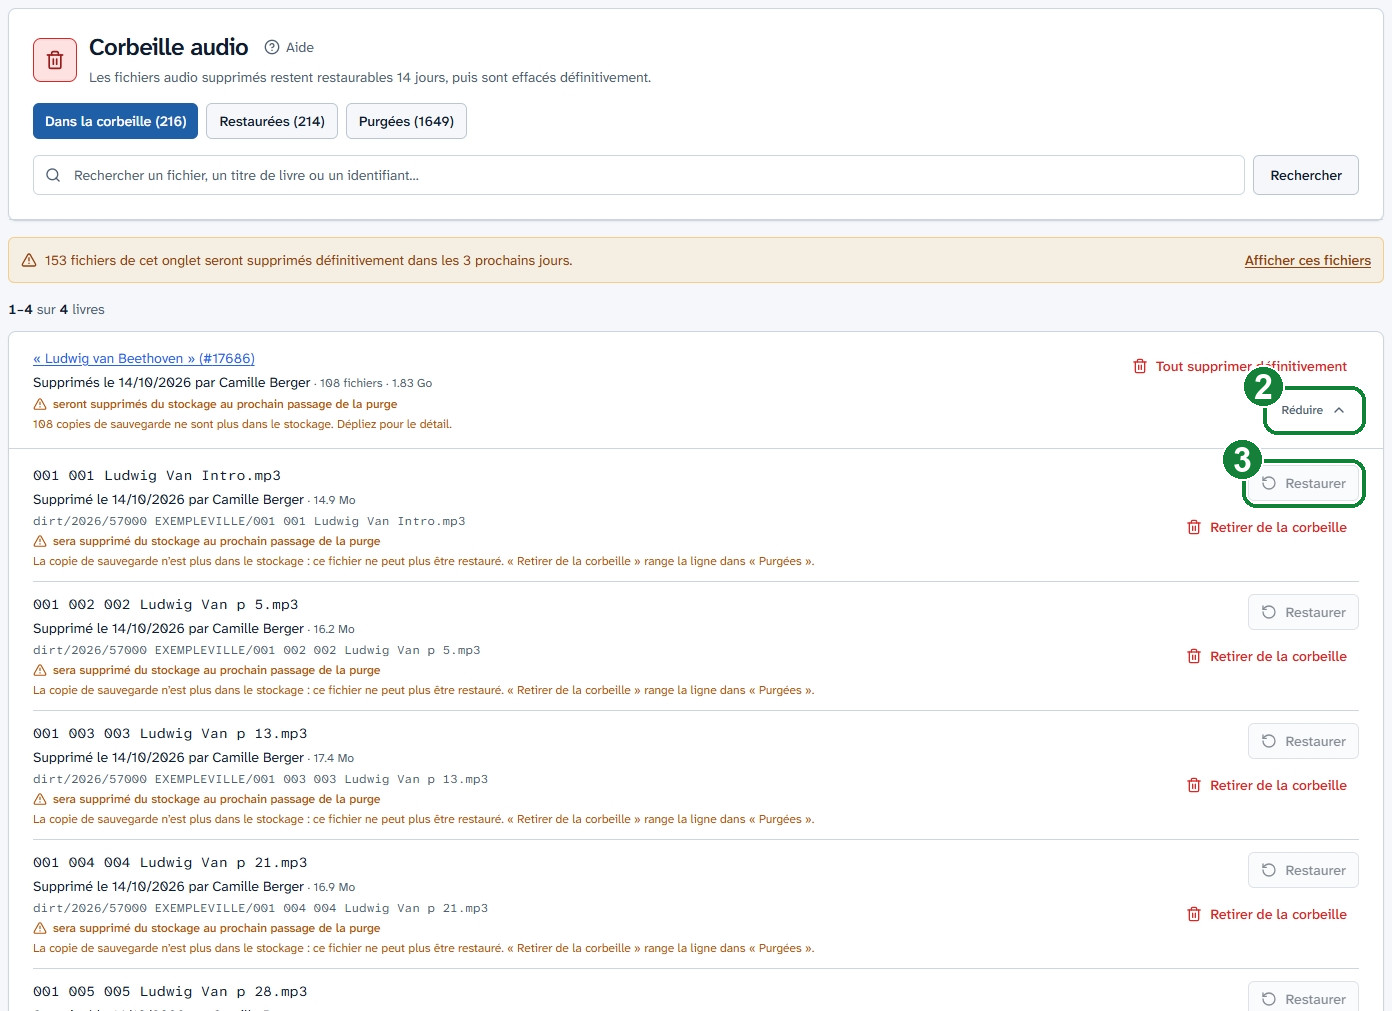 Corbeille audio
Aide
Les fichiers audio supprimés restent restaurables 14 jours, puis sont effacés définitivement.
Dans la corbeille (216)
Restaurées (214)
Purgées (1649)
Rechercher un fichier, un titre de livre ou un identifiant...
Rechercher
153 fichiers de cet onglet seront supprimés définitivement dans les 3 prochains jours.
Afficher ces fichiers
1–4 sur 4 livres
« Ludwig van Beethoven » (#17686)
Tout supprimer définitivement
Supprimés le 14/10/2026 par Camille Berger · 108 fichiers · 1.83 Go
seront supprimés du stockage au prochain passage de la purge
2
Réduire
108 copies de sauvegarde ne sont plus dans le stockage. Dépliez pour le détail.
001 001 Ludwig Van Intro.mp3
3
Restaurer
Supprimé le 14/10/2026 par Camille Berger · 14.9 Mo
dirt/2026/57000 EXEMPLEVILLE/001 001 Ludwig Van Intro.mp3
Retirer de la corbeille
sera supprimé du stockage au prochain passage de la purge
La copie de sauvegarde n'est plus dans le stockage : ce fichier ne peut plus être restauré. « Retirer de la corbeille » range la ligne dans « Purgées ».
001 002 002 Ludwig Van p 5.mp3
Restaurer
Supprimé le 14/10/2026 par Camille Berger · 16.2 Mo
dirt/2026/57000 EXEMPLEVILLE/001 002 002 Ludwig Van p 5.mp3
Retirer de la corbeille
sera supprimé du stockage au prochain passage de la purge
La copie de sauvegarde n'est plus dans le stockage : ce fichier ne peut plus être restauré. « Retirer de la corbeille » range la ligne dans « Purgées ».
001 003 003 Ludwig Van p 13.mp3
Restaurer
Supprimé le 14/10/2026 par Camille Berger · 17.4 Mo
dirt/2026/57000 EXEMPLEVILLE/001 003 003 Ludwig Van p 13.mp3
Retirer de la corbeille
sera supprimé du stockage au prochain passage de la purge
La copie de sauvegarde n'est plus dans le stockage : ce fichier ne peut plus être restauré. « Retirer de la corbeille » range la ligne dans « Purgées ».
001 004 004 Ludwig Van p 21.mp3
Restaurer
Supprimé le 14/10/2026 par Camille Berger · 16.9 Mo
dirt/2026/57000 EXEMPLEVILLE/001 004 004 Ludwig Van p 21.mp3
Retirer de la corbeille
sera supprimé du stockage au prochain passage de la purge
La copie de sauvegarde n'est plus dans le stockage : ce fichier ne peut plus être restauré. « Retirer de la corbeille » range la ligne dans « Purgées ».
001 005 005 Ludwig Van p 28.mp3
Restaurer